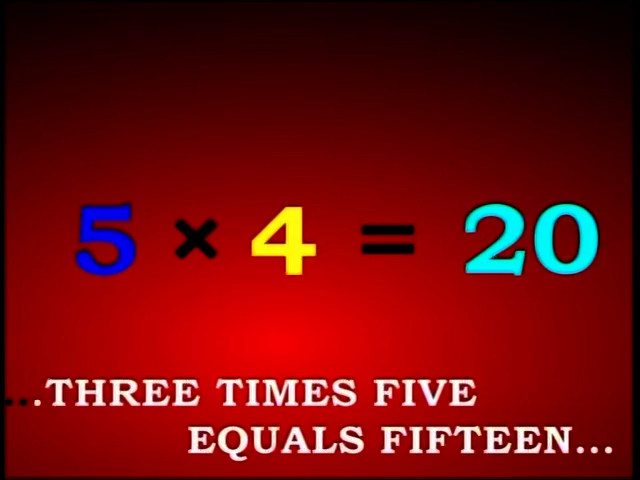 5 × 4 = 20
...THREE TIMES FIVE
EQUALS FIFTEEN...